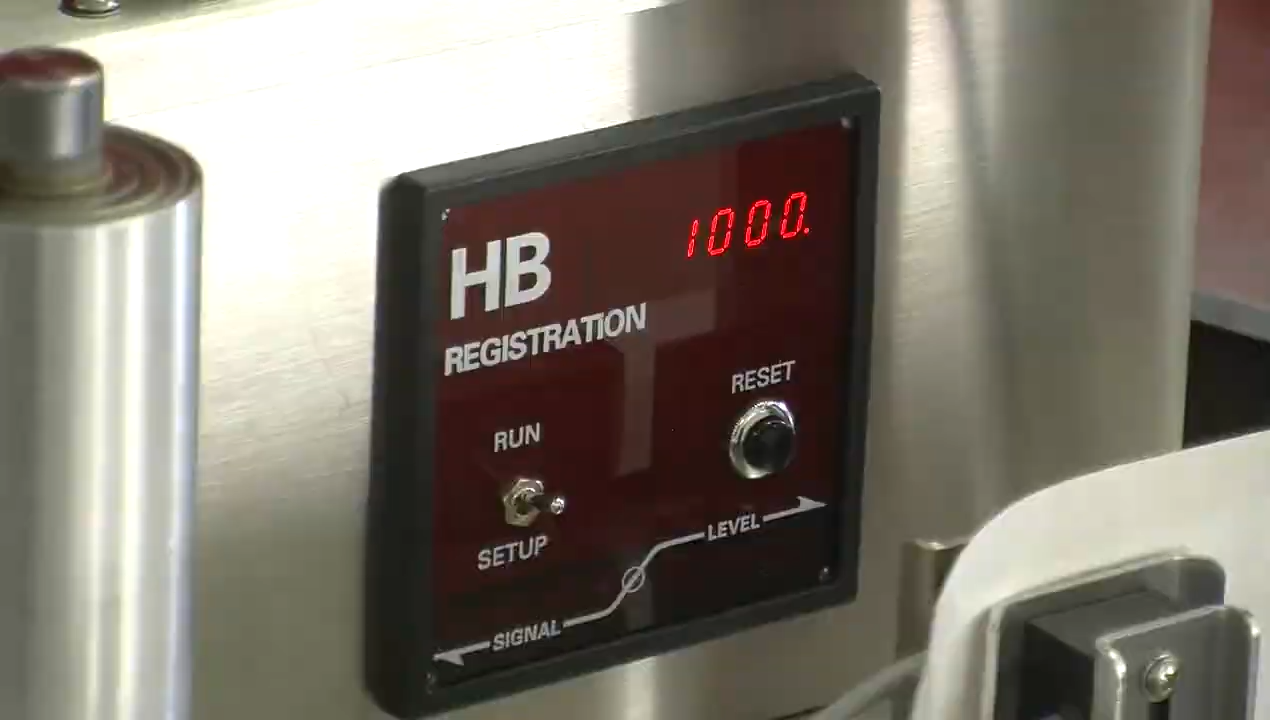 1000.
HB
REGISTRATION
RESET
RUN
SETUP
LEVEL
SIGNAL